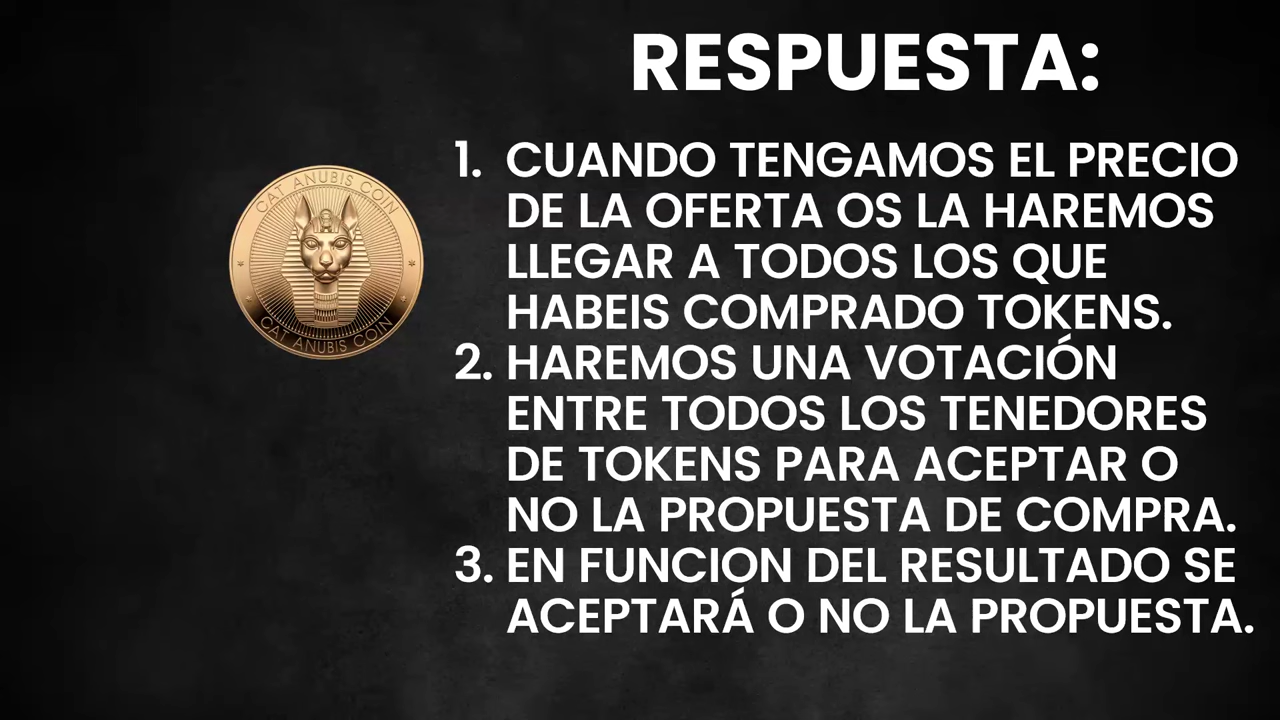 RESPUESTA:
CAT ANUBIS COIN
CAT ANUBIS COIN
1. CUANDO TENGAMOS EL PRECIO
DE LA OFERTA OS LA HAREMOS
LLEGAR A TODOS LOS QUE
HABEIS COMPRADO TOKENS.
2. HAREMOS UNA VOTACIÓN
ENTRE TODOS LOS TENEDORES
DE TOKENS PARA ACEPTAR O
NO LA PROPUESTA DE COMPRA.
3. EN FUNCION DEL RESULTADO SE
ACEPTARÁ O NO LA PROPUESTA.